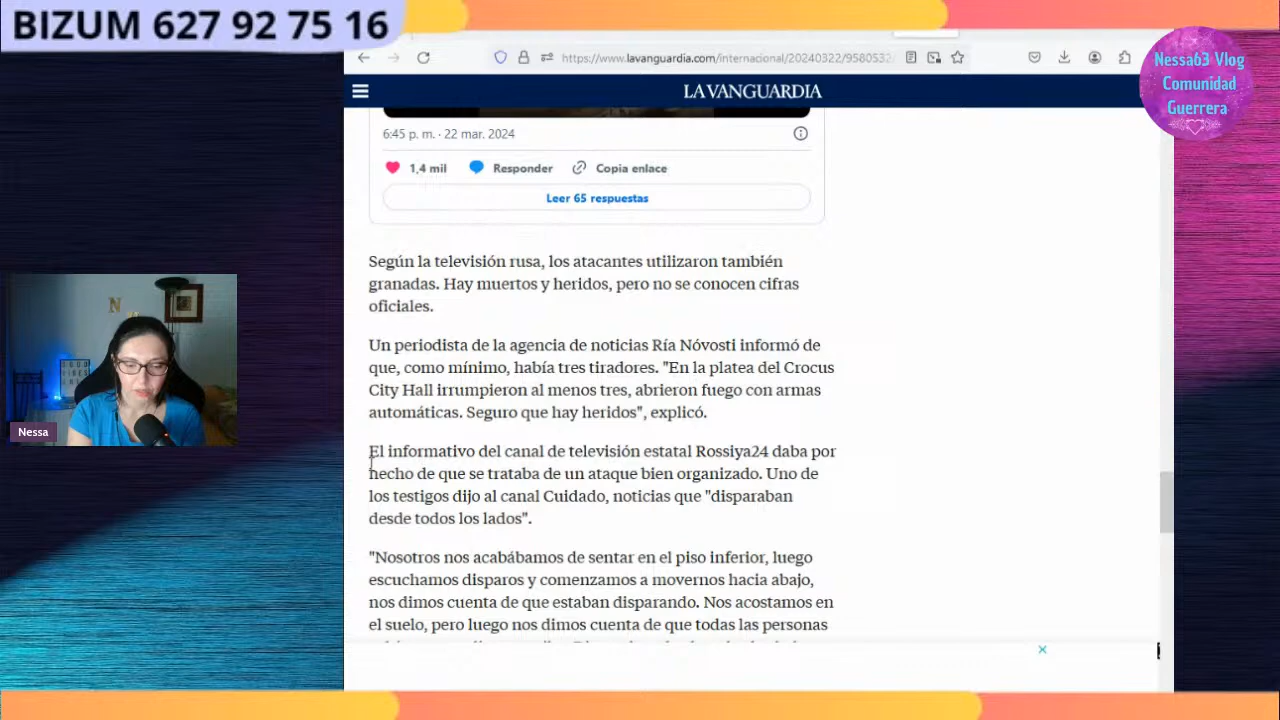 BIZUM 627 92 75 16
https://www.lavanguardia.com/internacional/20240322/9580532
Nessa63 Vlog
Comunidad
Guerrera
LA VANGUARDIA
6:45 p. m. · 22 mar. 2024
1,4 mil Responder Copia enlace
Leer 65 respuestas
Según la televisión rusa, los atacantes utilizaron también
granadas. Hay muertos y heridos, pero no se conocen cifras
oficiales.
Un periodista de la agencia de noticias Ría Nóvosti informó de
que, como mínimo, había tres tiradores. "En la platea del Crocus
City Hall irrumpieron al menos tres, abrieron fuego con armas
automáticas. Seguro que hay heridos", explicó.
El informativo del canal de televisión estatal Rossiya24 daba por
hecho de que se trataba de un ataque bien organizado. Uno de
los testigos dijo al canal Cuidado, noticias que "disparaban
desde todos los lados".
"Nosotros nos acabábamos de sentar en el piso inferior, luego
escuchamos disparos y comenzamos a movernos hacia abajo,
nos dimos cuenta de que estaban disparando. Nos acostamos en
el suelo, pero luego nos dimos cuenta de que todas las personas
Nessa